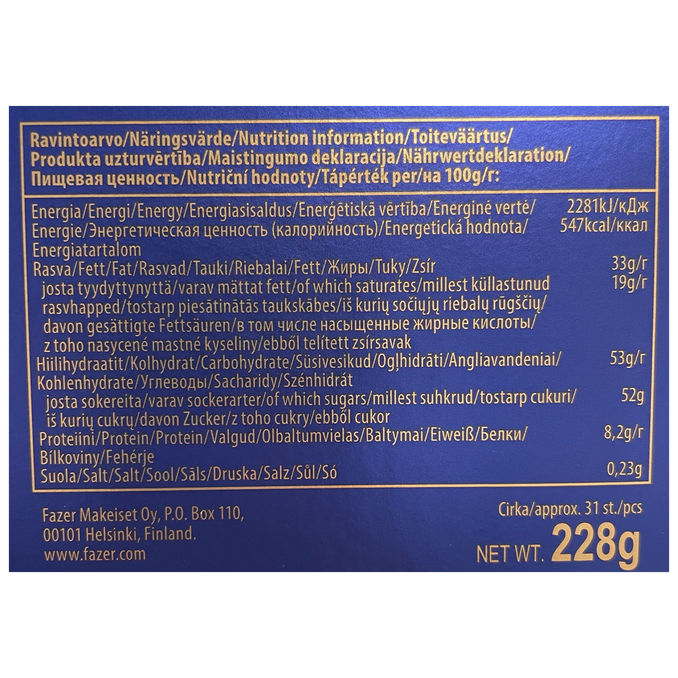 Ravintoarvo/Näringsvärde/Nutrition information/Toiteväärtus/
Produkta uzturvērtība/Maistingumo deklaracija/Nährwertdeklaration/
Пищевая ценность/Nutriční hodnoty/Tápérték per/на 100g/г:
Energia/Energi/Energy/Energiasisaldus/Enerģētiskā vērtība/Energinė vertė/ 2281kJ/кДж
Energie/Энергетическая ценность (калорийность)/Energetická hodnota/ 547kcal/ккал
Energiatartalom
Rasva/Fett/Fat/Rasvad/Tauki/Riebalai/Fett/Жиры/Tuky/Zsír 33g/г
josta tyydyttynyttä/varav mättat fett/of which saturates/millest küllastunud 19g/г
rasvhapped/tostarp piesātinātās taukskābes/iš kurių sočiųjų riebalų rūgščių/
davon gesättigte Fettsäuren/в том числе насыщенные жирные кислоты/
z toho nasycené mastné kyseliny/ebből telített zsírsavak
Hiilihydraatit/Kolhydrat/Carbohydrate/Süsivesikud/Ogļhidrāti/Angliavandeniai/ 53g/г
Kohlenhydrate/Углеводы/Sacharidy/Szénhidrát
josta sokereita/varav sockerarter/of which sugars/millest suhkrud/tostarp cukuri/ 52g
iš kurių cukrų/davon Zucker/z toho cukry/ebből cukor
Proteiini/Protein/Protein/Valgud/Olbaltumvielas/Baltymai/Eiweiß/Белки/ 8,2g/г
Bílkoviny/Fehérje
Suola/Salt/Salt/Sool/Sāls/Druska/Salz/Sůl/Só 0,23g
Fazer Makeiset Oy, P.O. Box 110,
00101 Helsinki, Finland.
www.fazer.com
Cirka/approx. 31 st./pcs
NET WT. 228g